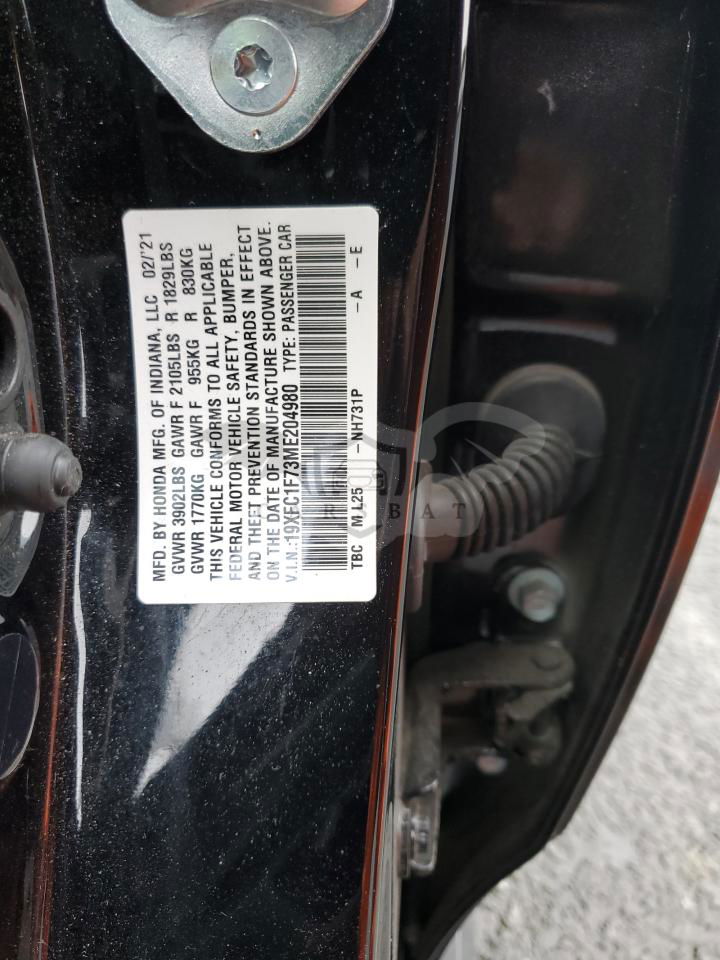 MFD. BY HONDA MFG. OF INDIANA, LLC 02/'21
GVWR 3902LBS GAWR F 2105LBS R 1829LBS
GVWR 1770KG GAWR F 955KG R 830KG
THIS VEHICLE CONFORMS TO ALL APPLICABLE
FEDERAL MOTOR VEHICLE SAFETY, BUMPER,
AND THEFT PREVENTION STANDARDS IN EFFECT
ON THE DATE OF MANUFACTURE SHOWN ABOVE.
V.I.N.:19XFC1F73ME204980 TYPE: PASSENGER CAR
TBC ML25 -NH731P -A -E